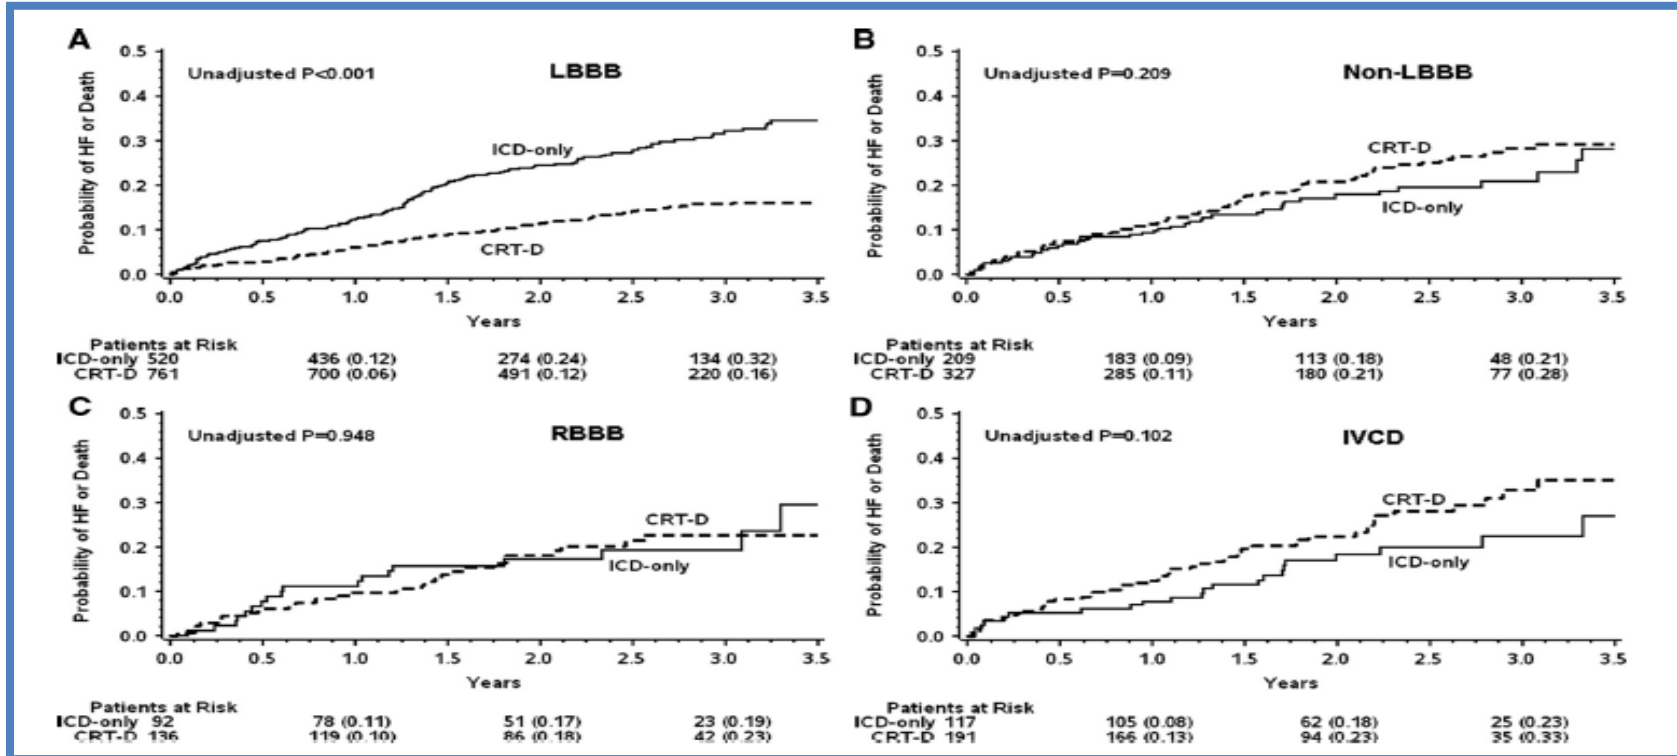 A
Unadjusted P<0.001
LBBB
Probability of HF or Death
0.5
0.4
0.3
0.2
0.1
0.0
ICD-only
CRT-D
0.0 0.5 1.0 1.5 2.0 2.5 3.0 3.5
Years
Patients at Risk
ICD-only 520 436 (0.12) 274 (0.24) 134 (0.32)
CRT-D 761 700 (0.06) 491 (0.12) 220 (0.16)
B
Unadjusted P=0.209
Non-LBBB
Probability of HF or Death
0.5
0.4
0.3
0.2
0.1
0.0
CRT-D
ICD-only
0.0 0.5 1.0 1.5 2.0 2.5 3.0 3.5
Years
Patients at Risk
ICD-only 209 183 (0.09) 113 (0.18) 48 (0.21)
CRT-D 327 285 (0.11) 180 (0.21) 77 (0.28)
C
Unadjusted P=0.948
RBBB
Probability of HF or Death
0.5
0.4
0.3
0.2
0.1
0.0
CRT-D
ICD-only
0.0 0.5 1.0 1.5 2.0 2.5 3.0 3.5
Years
Patients at Risk
ICD-only 92 78 (0.11) 51 (0.17) 23 (0.19)
CRT-D 136 119 (0.10) 86 (0.18) 42 (0.23)
D
Unadjusted P=0.102
IVCD
Probability of HF or Death
0.5
0.4
0.3
0.2
0.1
0.0
CRT-D
ICD-only
0.0 0.5 1.0 1.5 2.0 2.5 3.0 3.5
Years
Patients at Risk
ICD-only 117 105 (0.08) 62 (0.18) 25 (0.23)
CRT-D 191 166 (0.13) 94 (0.23) 35 (0.33)